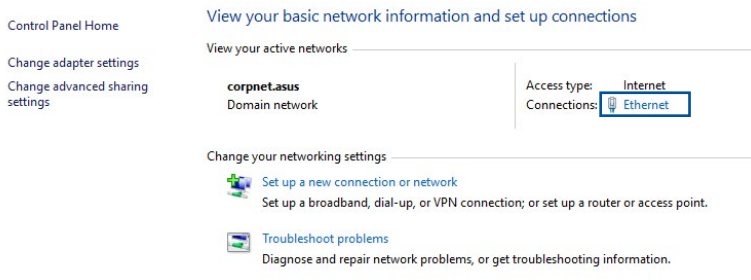 Control Panel Home
Change adapter settings
Change advanced sharing
settings
View your basic network information and set up connections
View your active networks
corpnet.asus
Domain network
Access type: Internet
Connections: Ethernet
Change your networking settings
Set up a new connection or network
Set up a broadband, dial-up, or VPN connection; or set up a router or access point.
Troubleshoot problems
Diagnose and repair network problems, or get troubleshooting information.